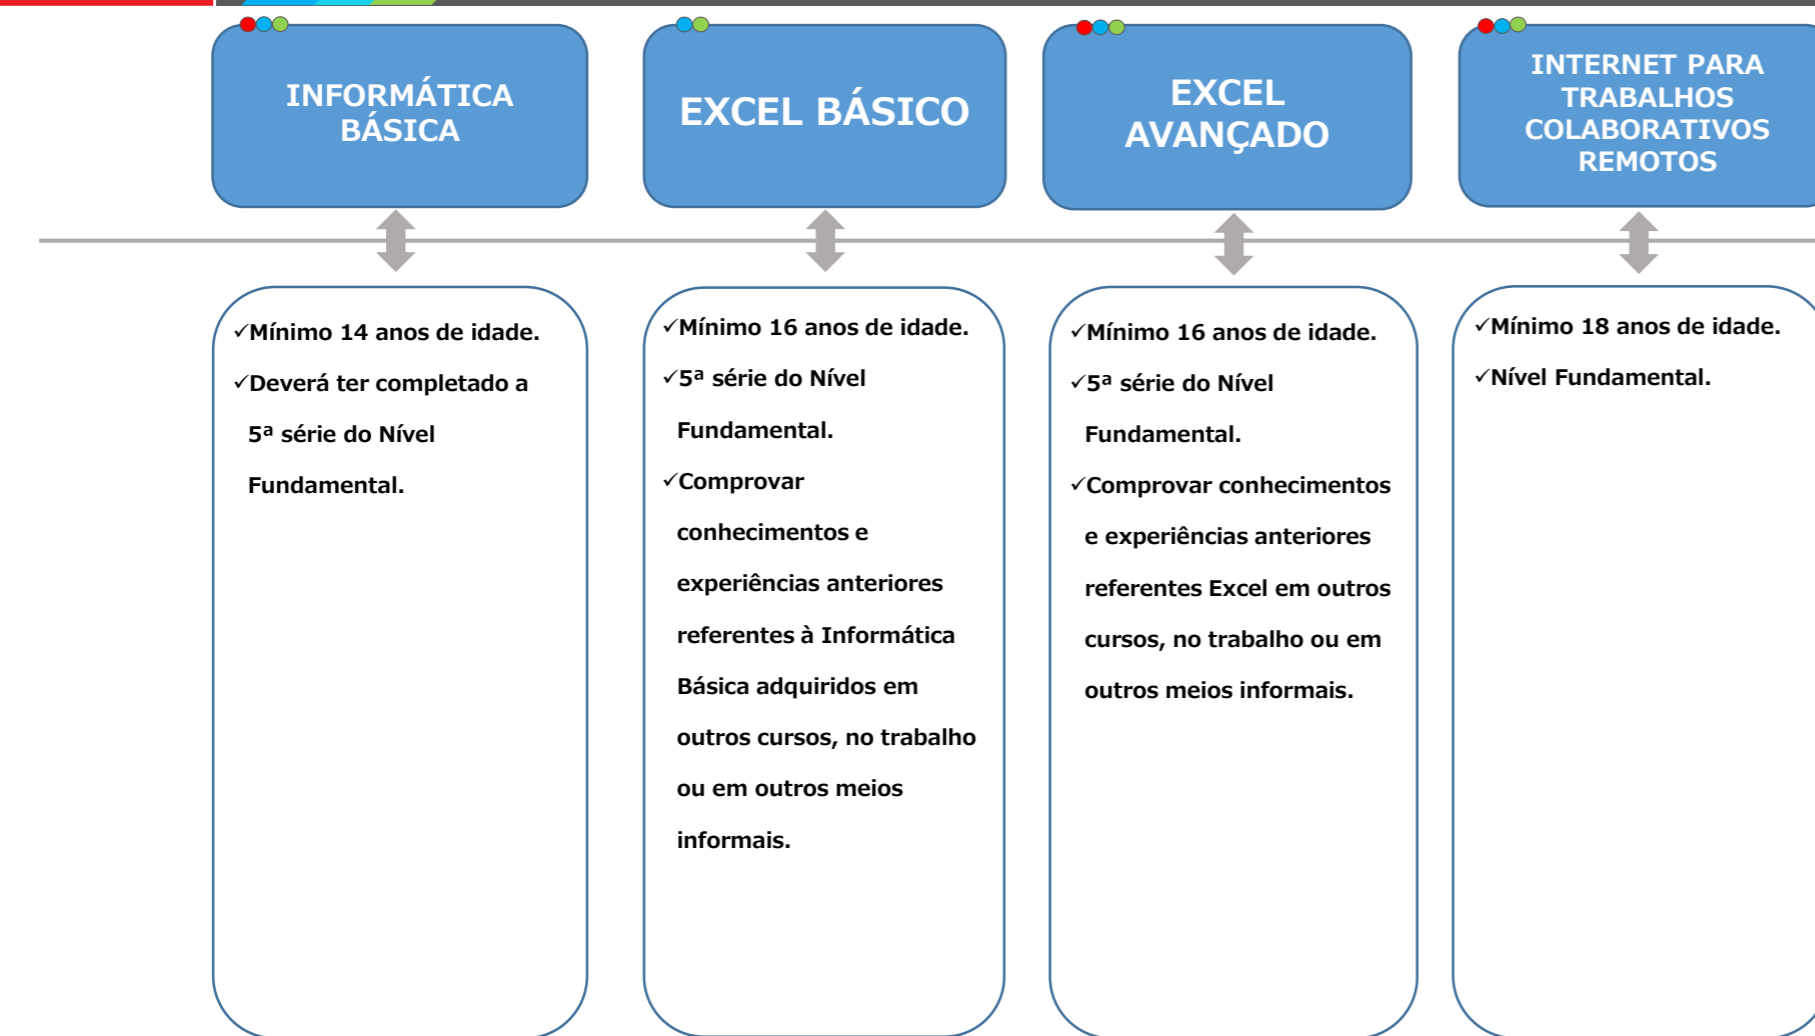 INFORMÁTICA
BÁSICA
EXCEL BÁSICO
EXCEL
AVANÇADO
INTERNET PARA
TRABALHOS
COLABORATIVOS
REMOTOS
✓Mínimo 14 anos de idade.
✓Deverá ter completado a
5ª série do Nível
Fundamental.
✓Mínimo 16 anos de idade.
✓5ª série do Nível
Fundamental.
✓Comprovar
conhecimentos e
experiências anteriores
referentes à Informática
Básica adquiridos em
outros cursos, no trabalho
ou em outros meios
informais.
✓Mínimo 16 anos de idade.
✓5ª série do Nível
Fundamental.
✓Comprovar conhecimentos
e experiências anteriores
referentes Excel em outros
cursos, no trabalho ou em
outros meios informais.
✓Mínimo 18 anos de idade.
✓Nível Fundamental.